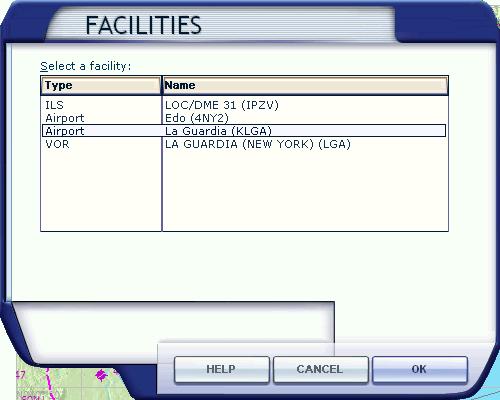 FACILITIES
Select a facility:
Type Name
ILS LOC/DME 31 (IPZV)
Airport Edo (4NY2)
Airport La Guardia (KLGA)
VOR LA GUARDIA (NEW YORK) (LGA)
HELP CANCEL OK
47